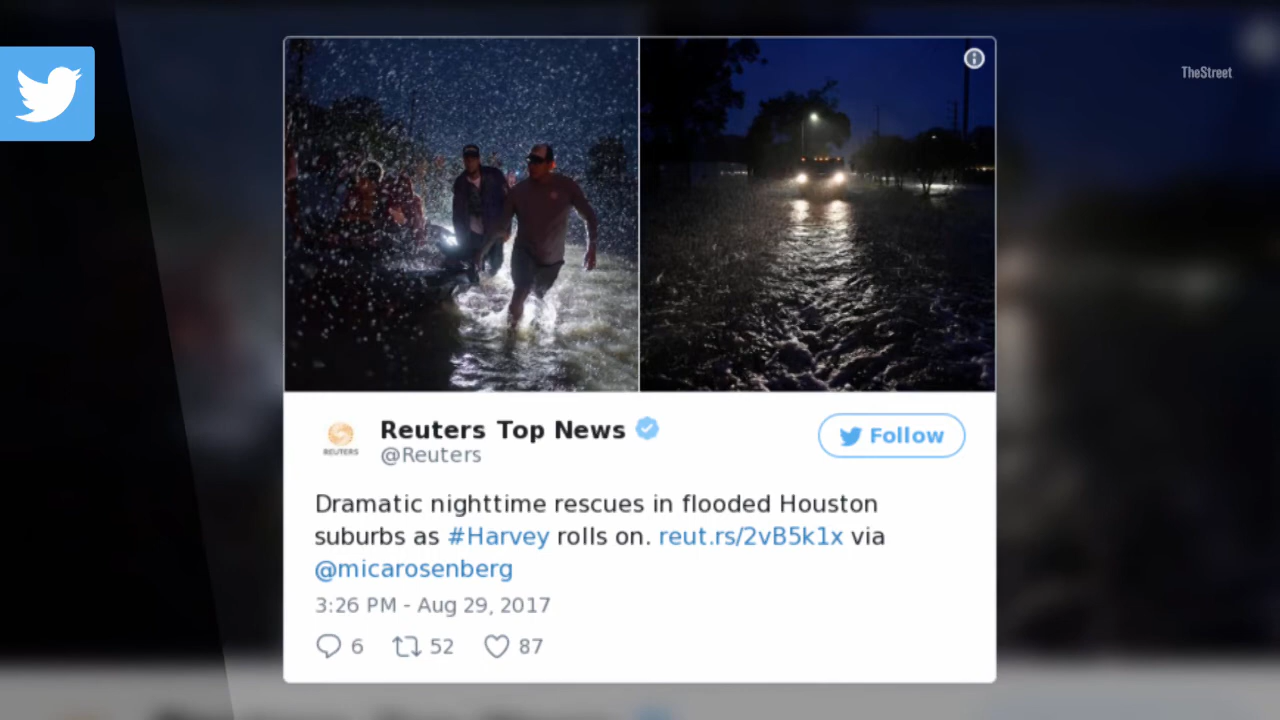 TheStreet
REUTERS
Reuters Top News
@Reuters
Follow
Dramatic nighttime rescues in flooded Houston
suburbs as #Harvey rolls on. reut.rs/2vB5k1x via
@micarosenberg
3:26 PM - Aug 29, 2017
6 52 87